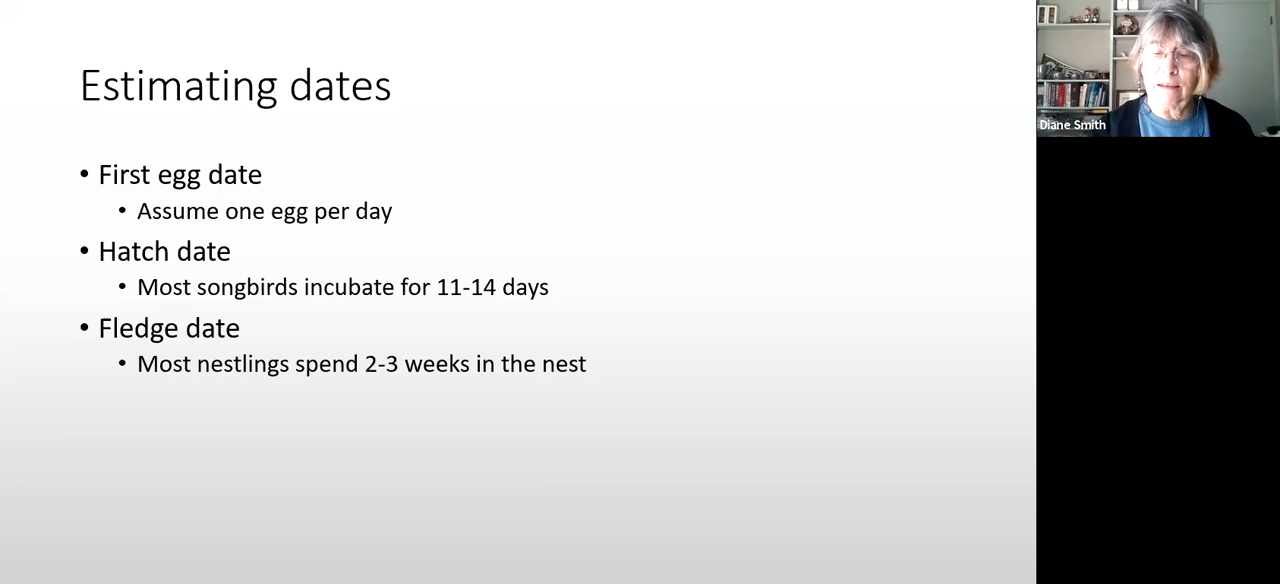 Estimating dates
• First egg date
• Assume one egg per day
• Hatch date
• Most songbirds incubate for 11-14 days
• Fledge date
• Most nestlings spend 2-3 weeks in the nest
Diane Smith